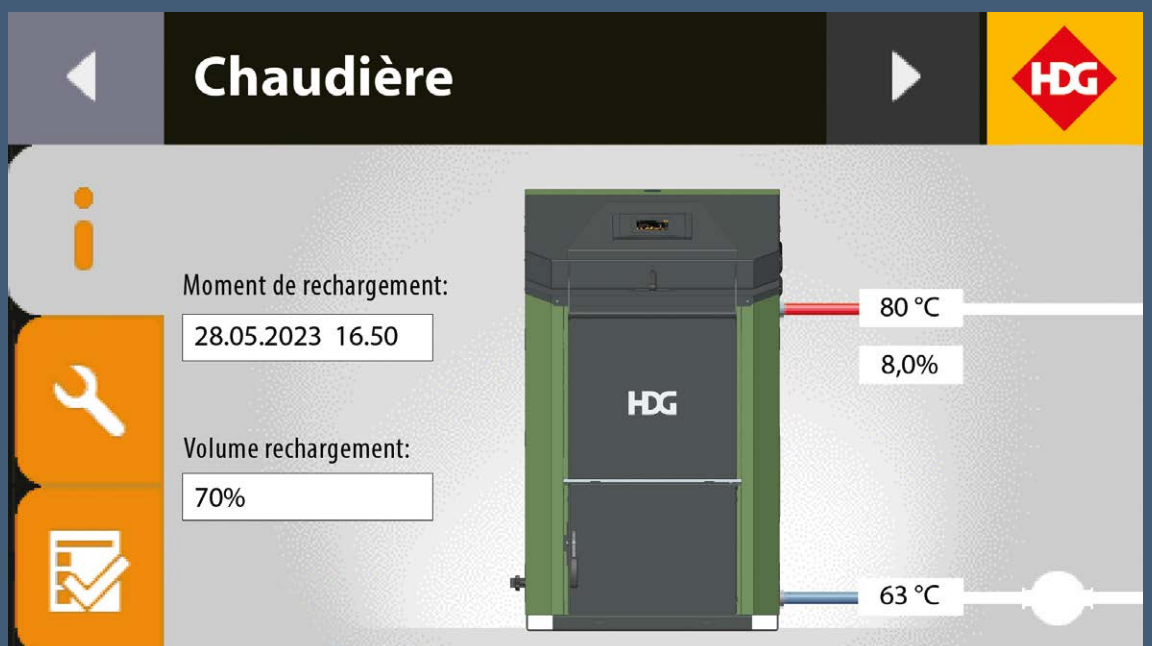 Chaudière
HDG
Moment de rechargement:
28.05.2023 16.50
80 °C
8,0%
HDG
Volume rechargement:
70%
63 °C